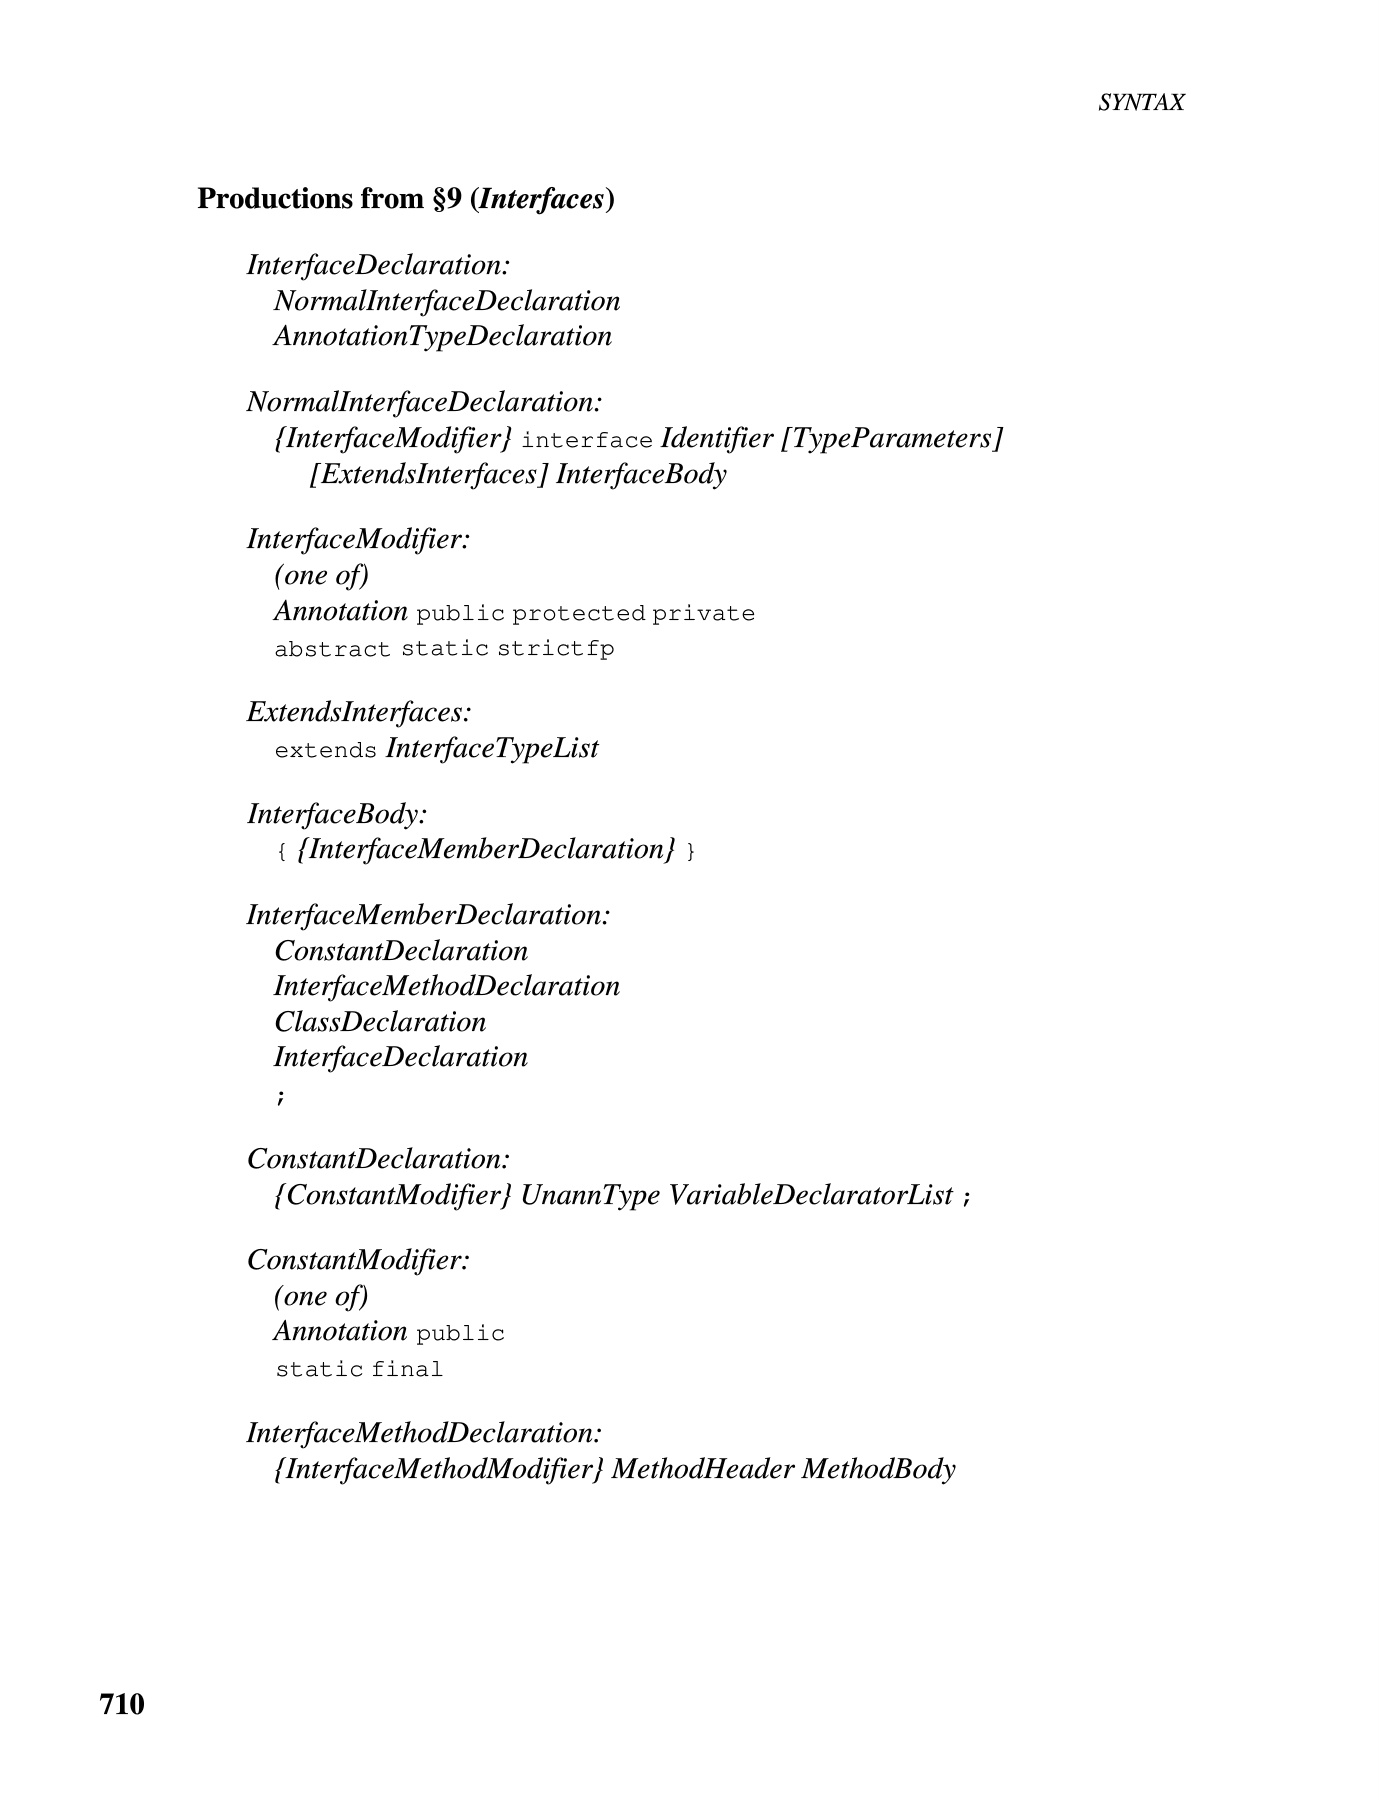 SYNTAX
Productions from §9 (Interfaces)
InterfaceDeclaration:
NormalInterfaceDeclaration
AnnotationTypeDeclaration
NormalInterfaceDeclaration:
{InterfaceModifier} interface Identifier [TypeParameters]
[ExtendsInterfaces] InterfaceBody
InterfaceModifier:
(one of)
Annotation public protected private
abstract static strictfp
ExtendsInterfaces:
extends InterfaceTypeList
InterfaceBody:
{ {InterfaceMemberDeclaration} }
InterfaceMemberDeclaration:
ConstantDeclaration
InterfaceMethodDeclaration
ClassDeclaration
InterfaceDeclaration
;
ConstantDeclaration:
{ConstantModifier} UnannType VariableDeclaratorList ;
ConstantModifier:
(one of)
Annotation public
static final
InterfaceMethodDeclaration:
{InterfaceMethodModifier} MethodHeader MethodBody
710